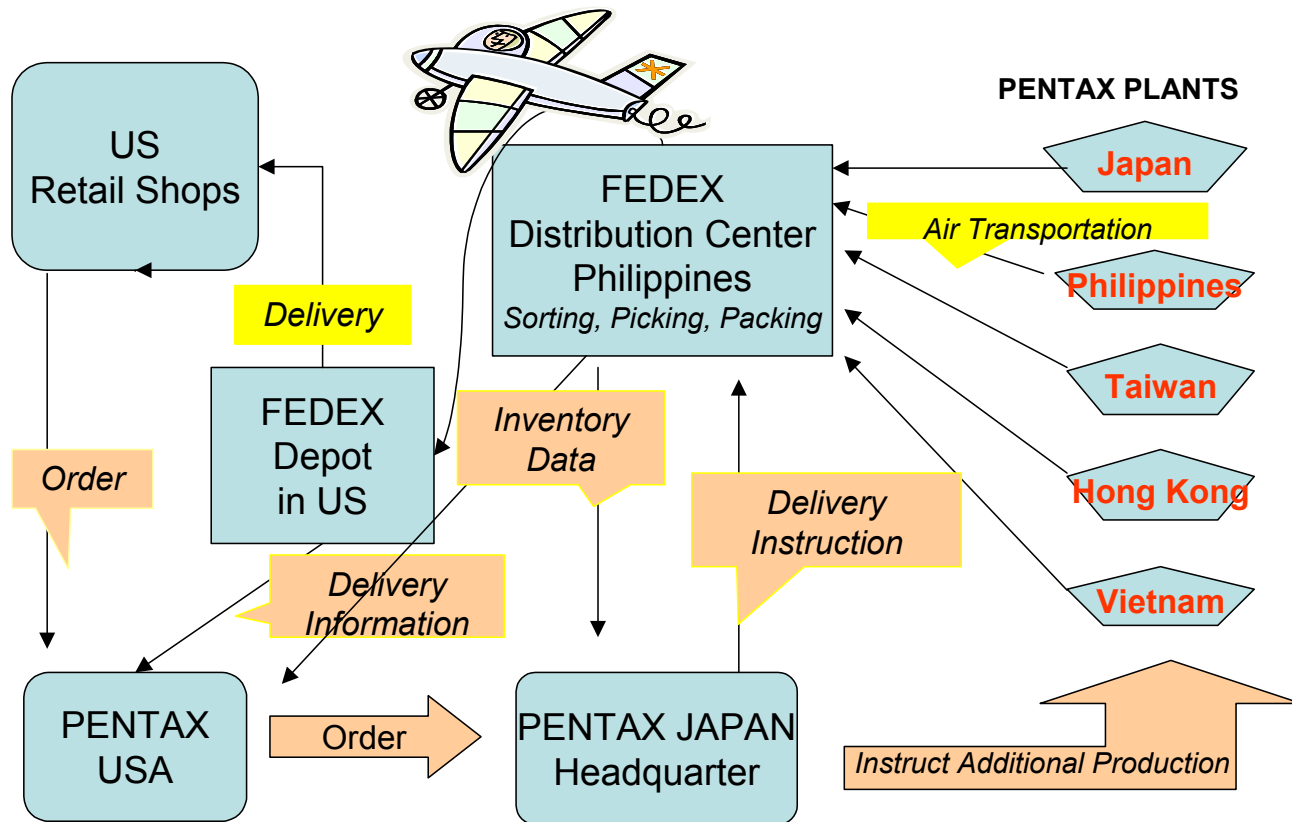 PENTAX PLANTS
US
Retail Shops
FEDEX
Distribution Center
Philippines
Sorting, Picking, Packing
Japan
Air Transportation
Philippines
Delivery
Taiwan
FEDEX
Depot
in US
Inventory
Data
Order
Delivery
Instruction
Hong Kong
Delivery
Information
Vietnam
PENTAX
USA
Order
PENTAX JAPAN
Headquarter
Instruct Additional Production